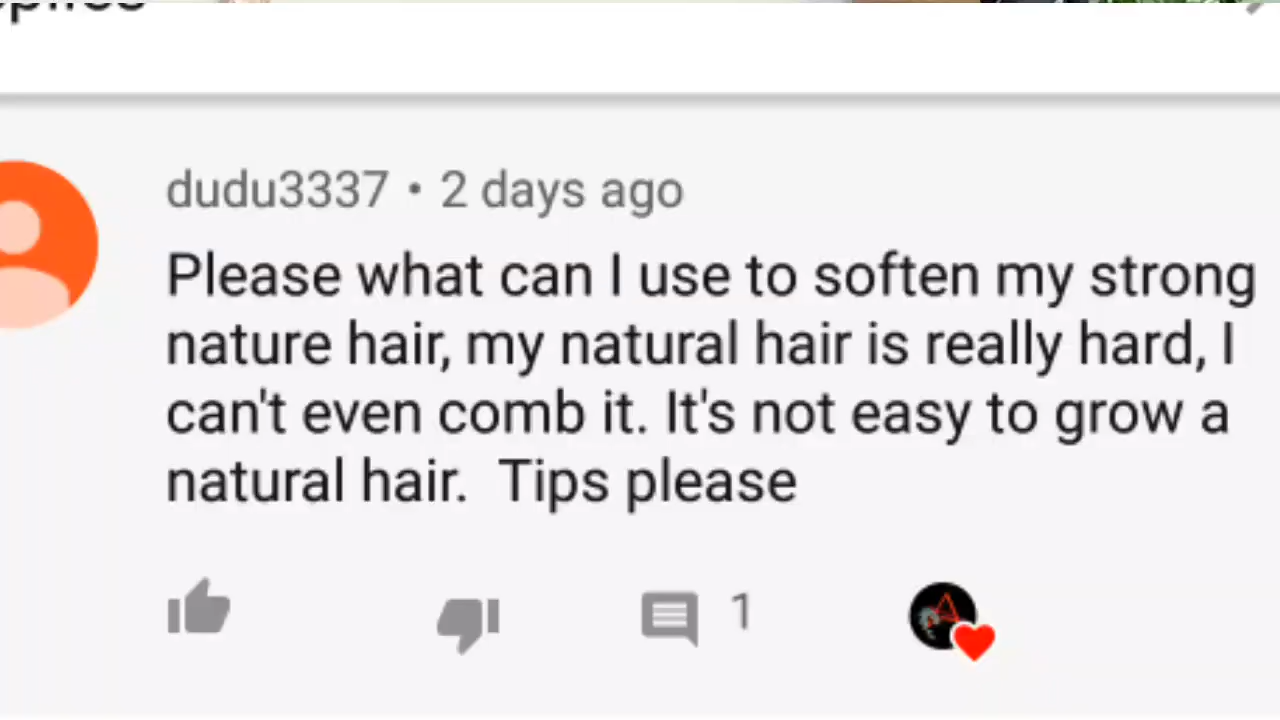 dudu3337 • 2 days ago
Please what can I use to soften my strong
nature hair, my natural hair is really hard, I
can't even comb it. It's not easy to grow a
natural hair.  Tips please
1